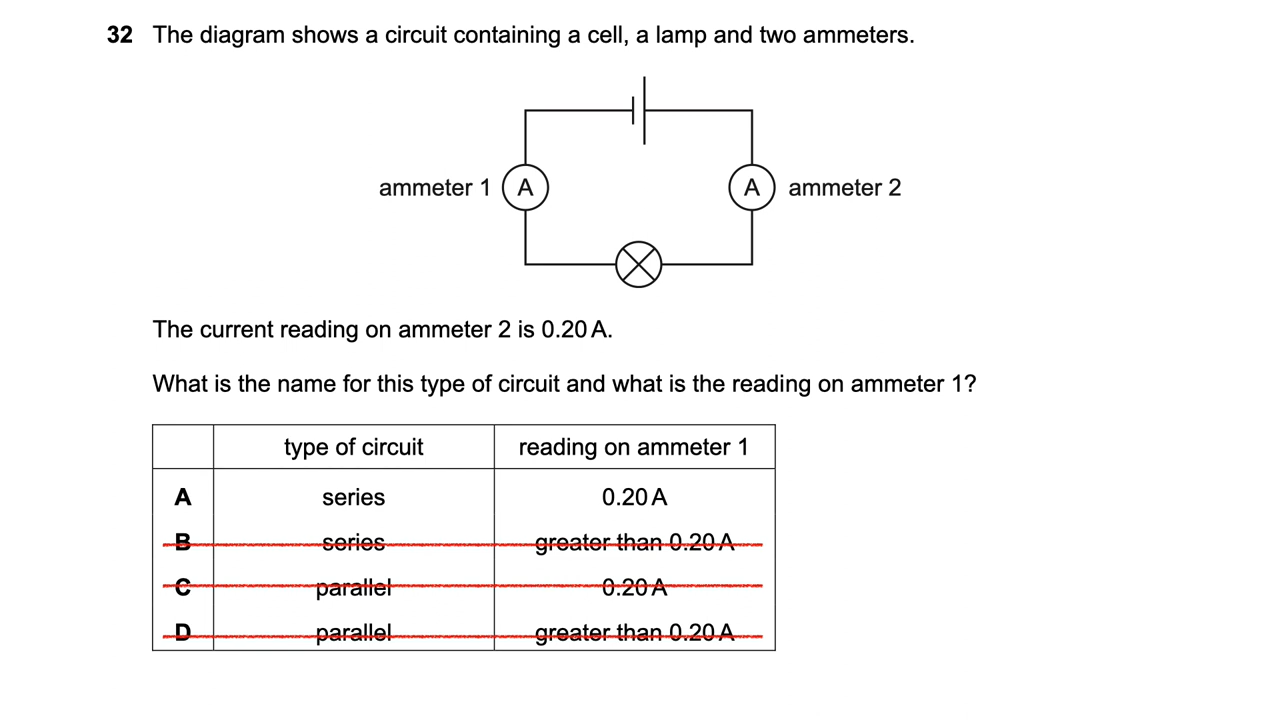 32 The diagram shows a circuit containing a cell, a lamp and two ammeters.
ammeter 1 A A ammeter 2
The current reading on ammeter 2 is 0.20 A.
What is the name for this type of circuit and what is the reading on ammeter 1?
type of circuit reading on ammeter 1
A series 0.20 A
B series greater than 0.20 A
C parallel 0.20 A
D parallel greater than 0.20 A